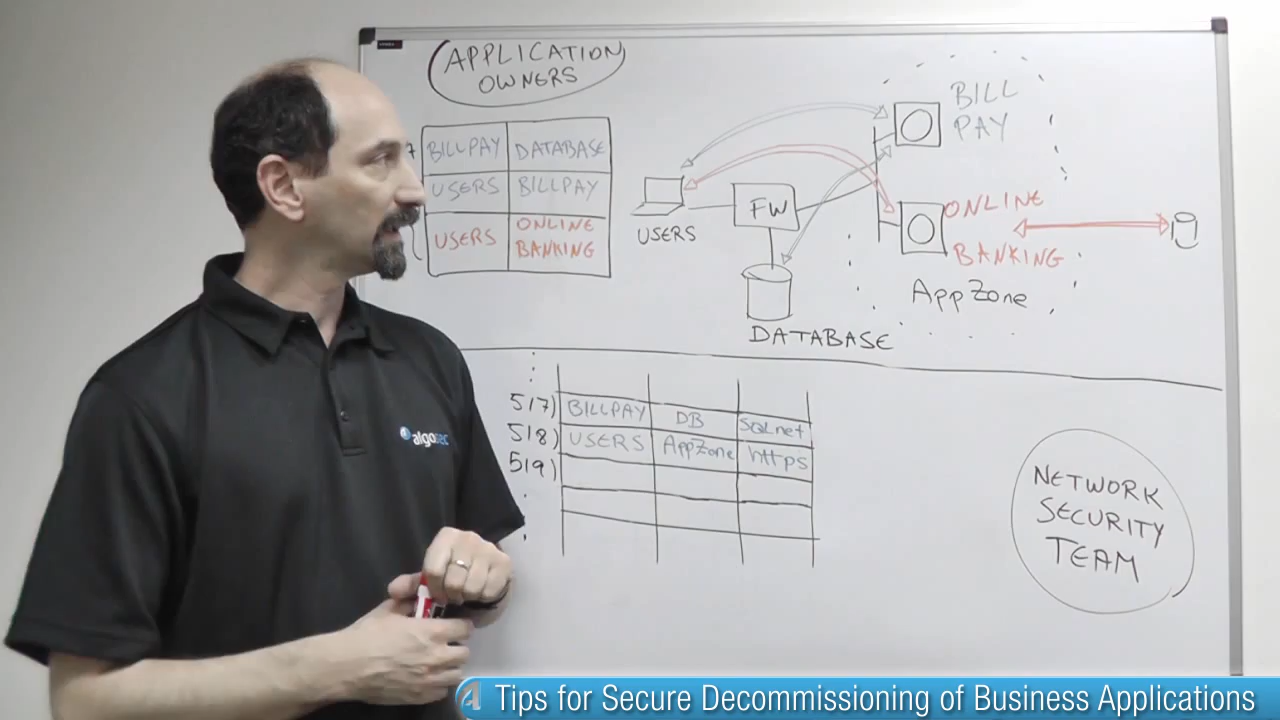 APPLICATION
OWNERS
BILLPAY DATABASE
USERS BILLPAY
USERS ONLINE
BANKING
BILL
PAY
FW
USERS
ONLINE
BANKING
AppZone
DATABASE
517) BILLPAY DB SQLnet
518) USERS AppZone https
519)
NETWORK
SECURITY
TEAM
algosec
Tips for Secure Decommissioning of Business Applications